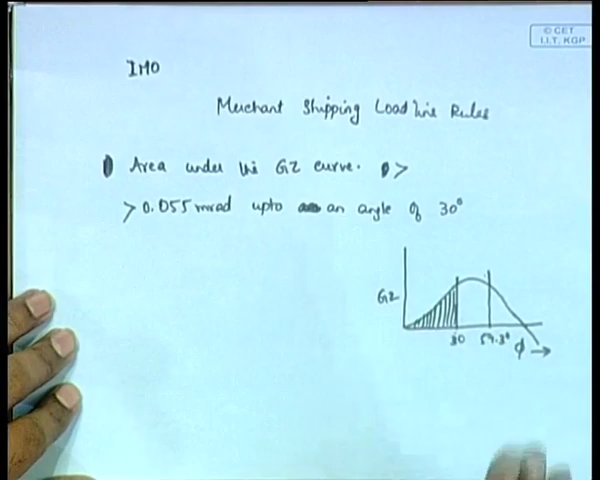 © CET
I.I.T. KGP
IMO
Merchant Shipping Load line Rules
Area under the GZ curve. >
> 0.055 mrad upto an angle of 30°
GZ
30 57.3° ϕ →